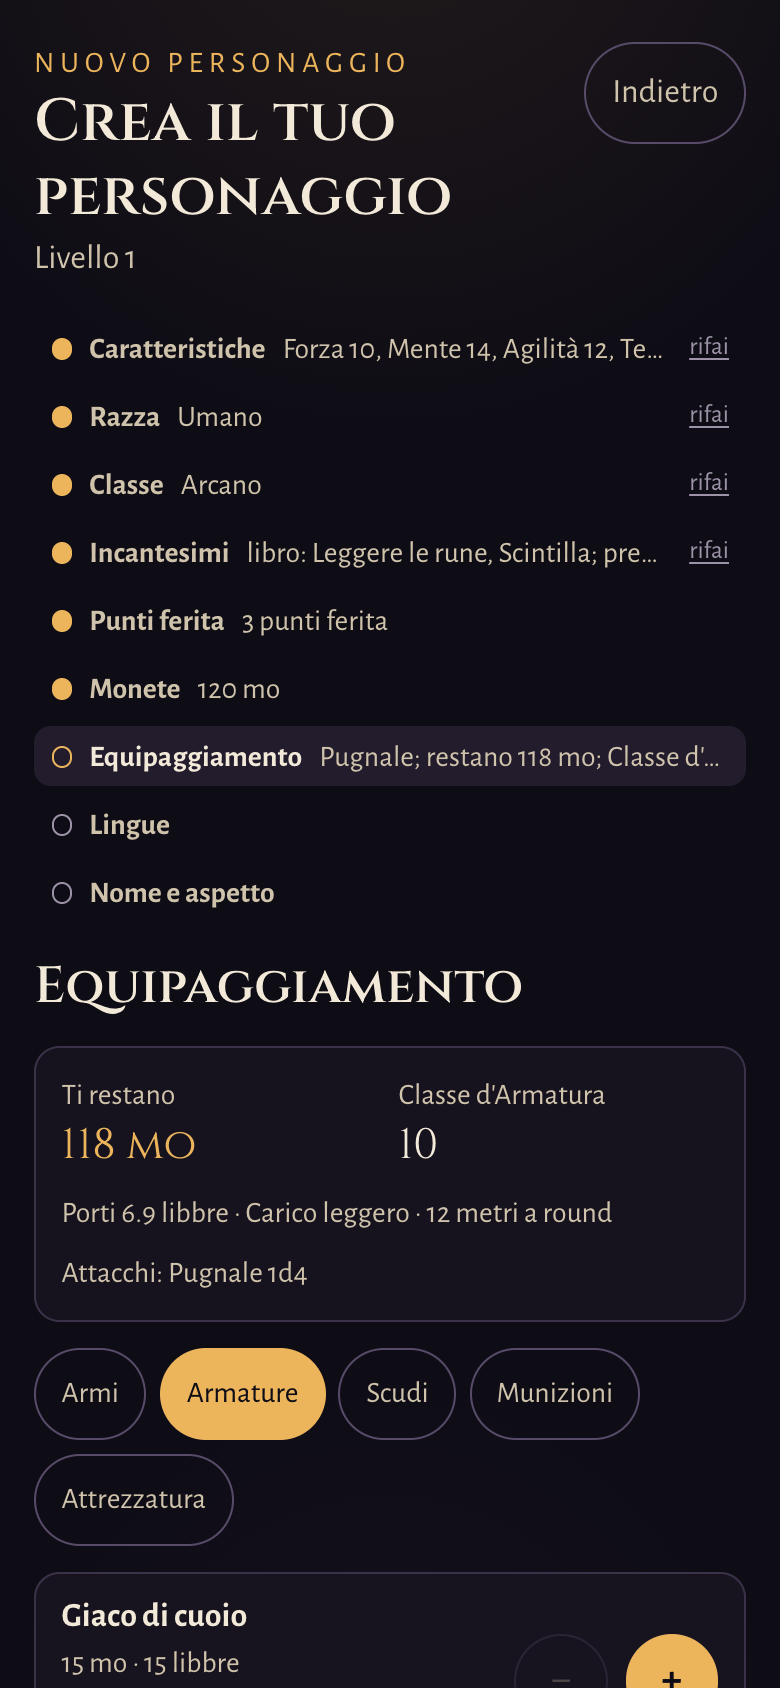 NUOVO PERSONAGGIO
Crea il tuo
personaggio
Indietro
Livello 1
Caratteristiche Forza 10, Mente 14, Agilità 12, Te... rifai
Razza Umano rifai
Classe Arcano rifai
Incantesimi libro: Leggere le rune, Scintilla; pre... rifai
Punti ferita 3 punti ferita
Monete 120 mo
Equipaggiamento Pugnale; restano 118 mo; Classe d'...
Lingue
Nome e aspetto
Equipaggiamento
Ti restano Classe d'Armatura
118 mo 10
Porti 6.9 libbre · Carico leggero · 12 metri a round
Attacchi: Pugnale 1d4
Armi Armature Scudi Munizioni
Attrezzatura
Giaco di cuoio
15 mo · 15 libbre
− +